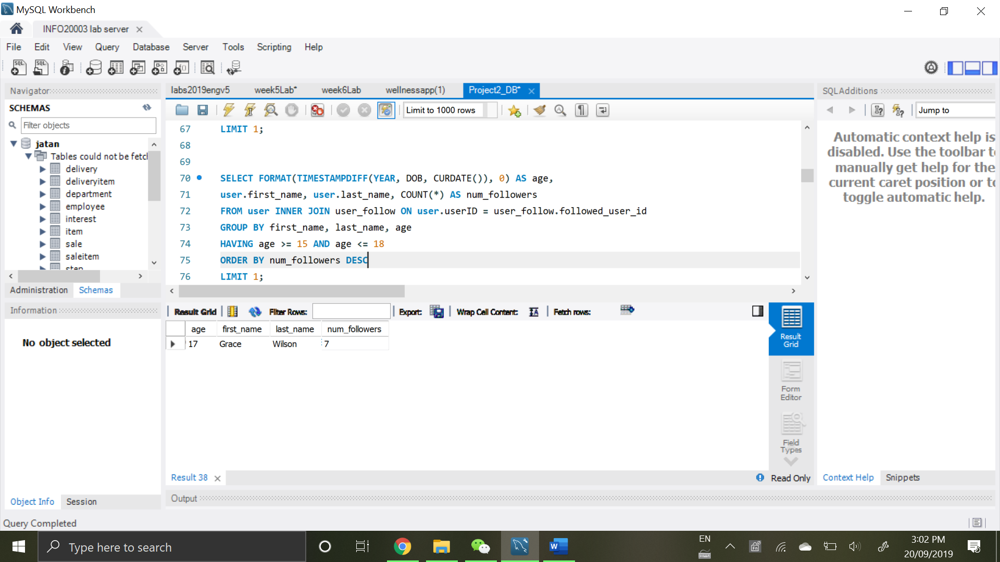 MySQL Workbench
INFO20003 lab server
File Edit View Query Database Server Tools Scripting Help
Navigator
SCHEMAS
Filter objects
jatan
Tables could not be fetch
delivery
deliveryitem
department
employee
interest
item
sale
saleitem
step
Administration Schemas
Information
No object selected
Object Info Session
labs2019engv5 week5Lab* week6Lab wellnessapp(1) Project2_DB*
Limit to 1000 rows
67 LIMIT 1;
68
69
70 SELECT FORMAT(TIMESTAMPDIFF(YEAR, DOB, CURDATE()), 0) AS age,
71 user.first_name, user.last_name, COUNT(*) AS num_followers
72 FROM user INNER JOIN user_follow ON user.userID = user_follow.followed_user_id
73 GROUP BY first_name, last_name, age
74 HAVING age >= 15 AND age <= 18
75 ORDER BY num_followers DESC
76 LIMIT 1;
Result Grid Filter Rows: Export: Wrap Cell Content: Fetch rows:
age first_name last_name num_followers
17 Grace Wilson 7
Result Grid
Form Editor
Field Types
Result 38
Read Only
Output
SQLAdditions
Jump to
Automatic context help is
disabled. Use the toolbar to
manually get help for the
current caret position or to
toggle automatic help.
Context Help Snippets
Query Completed
Type here to search
EN
3:02 PM
20/09/2019